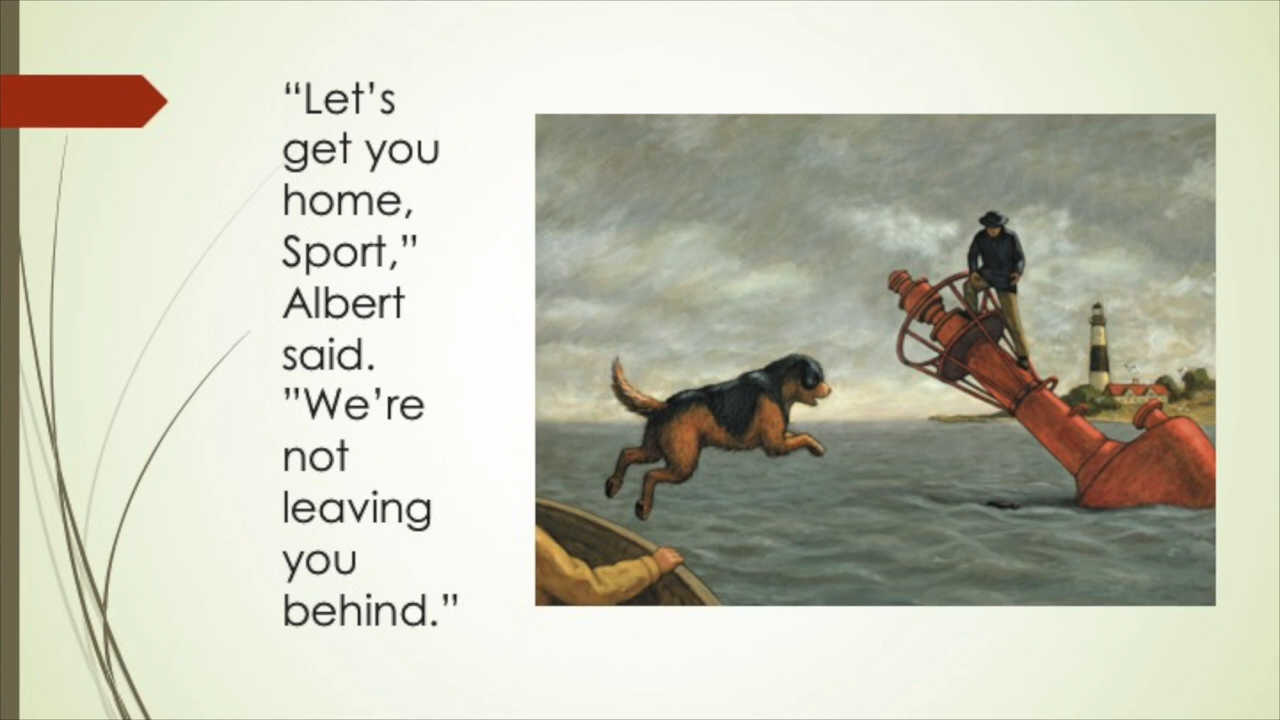 “Let’s
get you
home,
Sport,”
Albert
said.
”We’re
not
leaving
you
behind.”